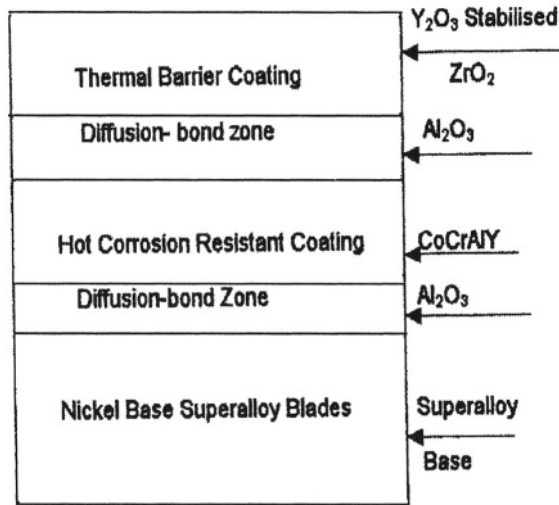 Y₂O₃ Stabilised
Thermal Barrier Coating
ZrO₂
Diffusion- bond zone
Al₂O₃
Hot Corrosion Resistant Coating
CoCrAlY
Diffusion-bond Zone
Al₂O₃
Nickel Base Superalloy Blades
Superalloy
Base